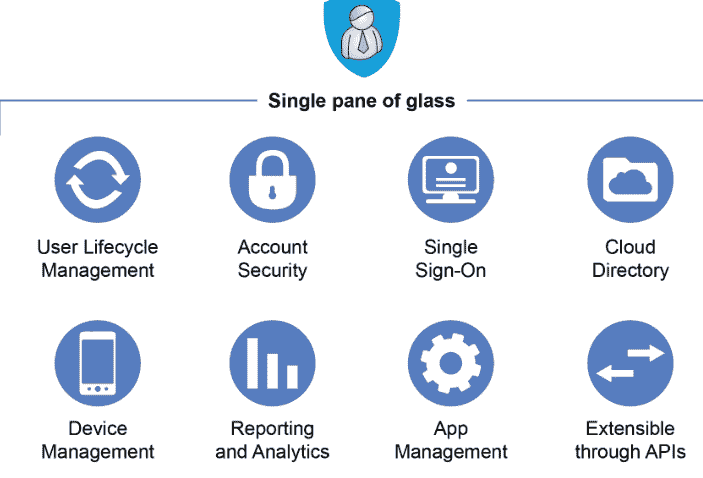 Single pane of glass
User Lifecycle
Management
Account
Security
Single
Sign-On
Cloud
Directory
Device
Management
Reporting
and Analytics
App
Management
Extensible
through APIs